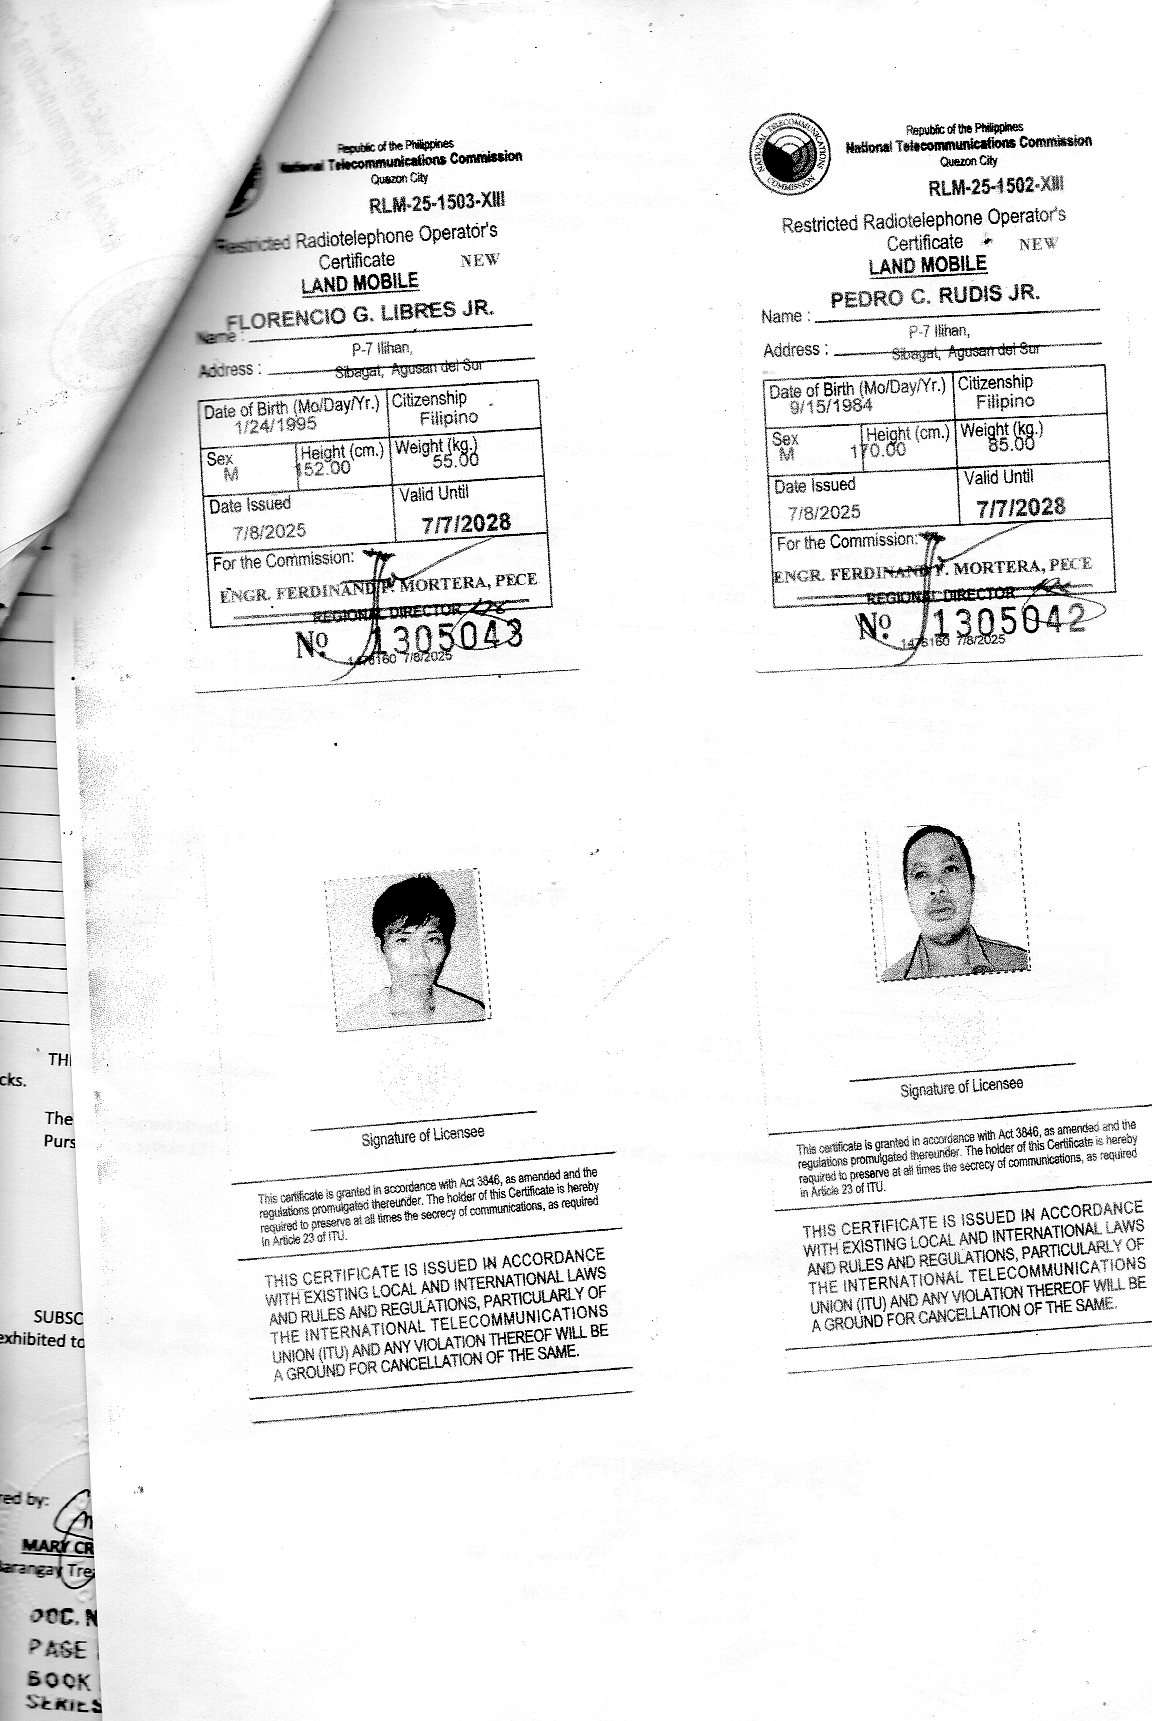 Republic of the Philippines
National Telecommunications Commission
Quezon City
RLM-25-1503-XIII
Restricted Radiotelephone Operator's
Certificate NEW
LAND MOBILE
Name : FLORENCIO G. LIBRES JR.
P-7 Ilihan,
Address : Sibagat, Agusan del Sur
Date of Birth (Mo/Day/Yr.) Citizenship
1/24/1995 Filipino
Sex Height (cm.) Weight (kg.)
M 152.00 55.00
Date Issued Valid Until
7/8/2025 7/7/2028
For the Commission:
ENGR. FERDINAND P. MORTERA, PECE
REGIONAL DIRECTOR
No. 1305043
1476160 7/8/2025
Signature of Licensee
This certificate is granted in accordance with Act 3846, as amended and the
regulations promulgated thereunder. The holder of this Certificate is hereby
required to preserve at all times the secrecy of communications, as required
in Article 23 of ITU.
THIS CERTIFICATE IS ISSUED IN ACCORDANCE
WITH EXISTING LOCAL AND INTERNATIONAL LAWS
AND RULES AND REGULATIONS, PARTICULARLY OF
THE INTERNATIONAL TELECOMMUNICATIONS
UNION (ITU) AND ANY VIOLATION THEREOF WILL BE
A GROUND FOR CANCELLATION OF THE SAME.
NATIONAL TELECOMMUNICATIONS COMMISSION
Republic of the Philippines
National Telecommunications Commission
Quezon City
RLM-25-1502-XIII
Restricted Radiotelephone Operator's
Certificate NEW
LAND MOBILE
Name : PEDRO C. RUDIS JR.
P-7 Ilihan,
Address : Sibagat, Agusan del Sur
Date of Birth (Mo/Day/Yr.) Citizenship
9/15/1984 Filipino
Sex Height (cm.) Weight (kg.)
M 170.00 85.00
Date Issued Valid Until
7/8/2025 7/7/2028
For the Commission:
ENGR. FERDINAND P. MORTERA, PECE
REGIONAL DIRECTOR
No. 1305042
1476160 7/8/2025
Signature of Licensee
This certificate is granted in accordance with Act 3846, as amended and the
regulations promulgated thereunder. The holder of this Certificate is hereby
required to preserve at all times the secrecy of communications, as required
in Article 23 of ITU.
THIS CERTIFICATE IS ISSUED IN ACCORDANCE
WITH EXISTING LOCAL AND INTERNATIONAL LAWS
AND RULES AND REGULATIONS, PARTICULARLY OF
THE INTERNATIONAL TELECOMMUNICATIONS
UNION (ITU) AND ANY VIOLATION THEREOF WILL BE
A GROUND FOR CANCELLATION OF THE SAME.
TH
cks.
The
Purs
SUBSC
exhibited to
red by:
MARY CR
Barangay Trea
DOC. N
PAGE
BOOK
SERIES